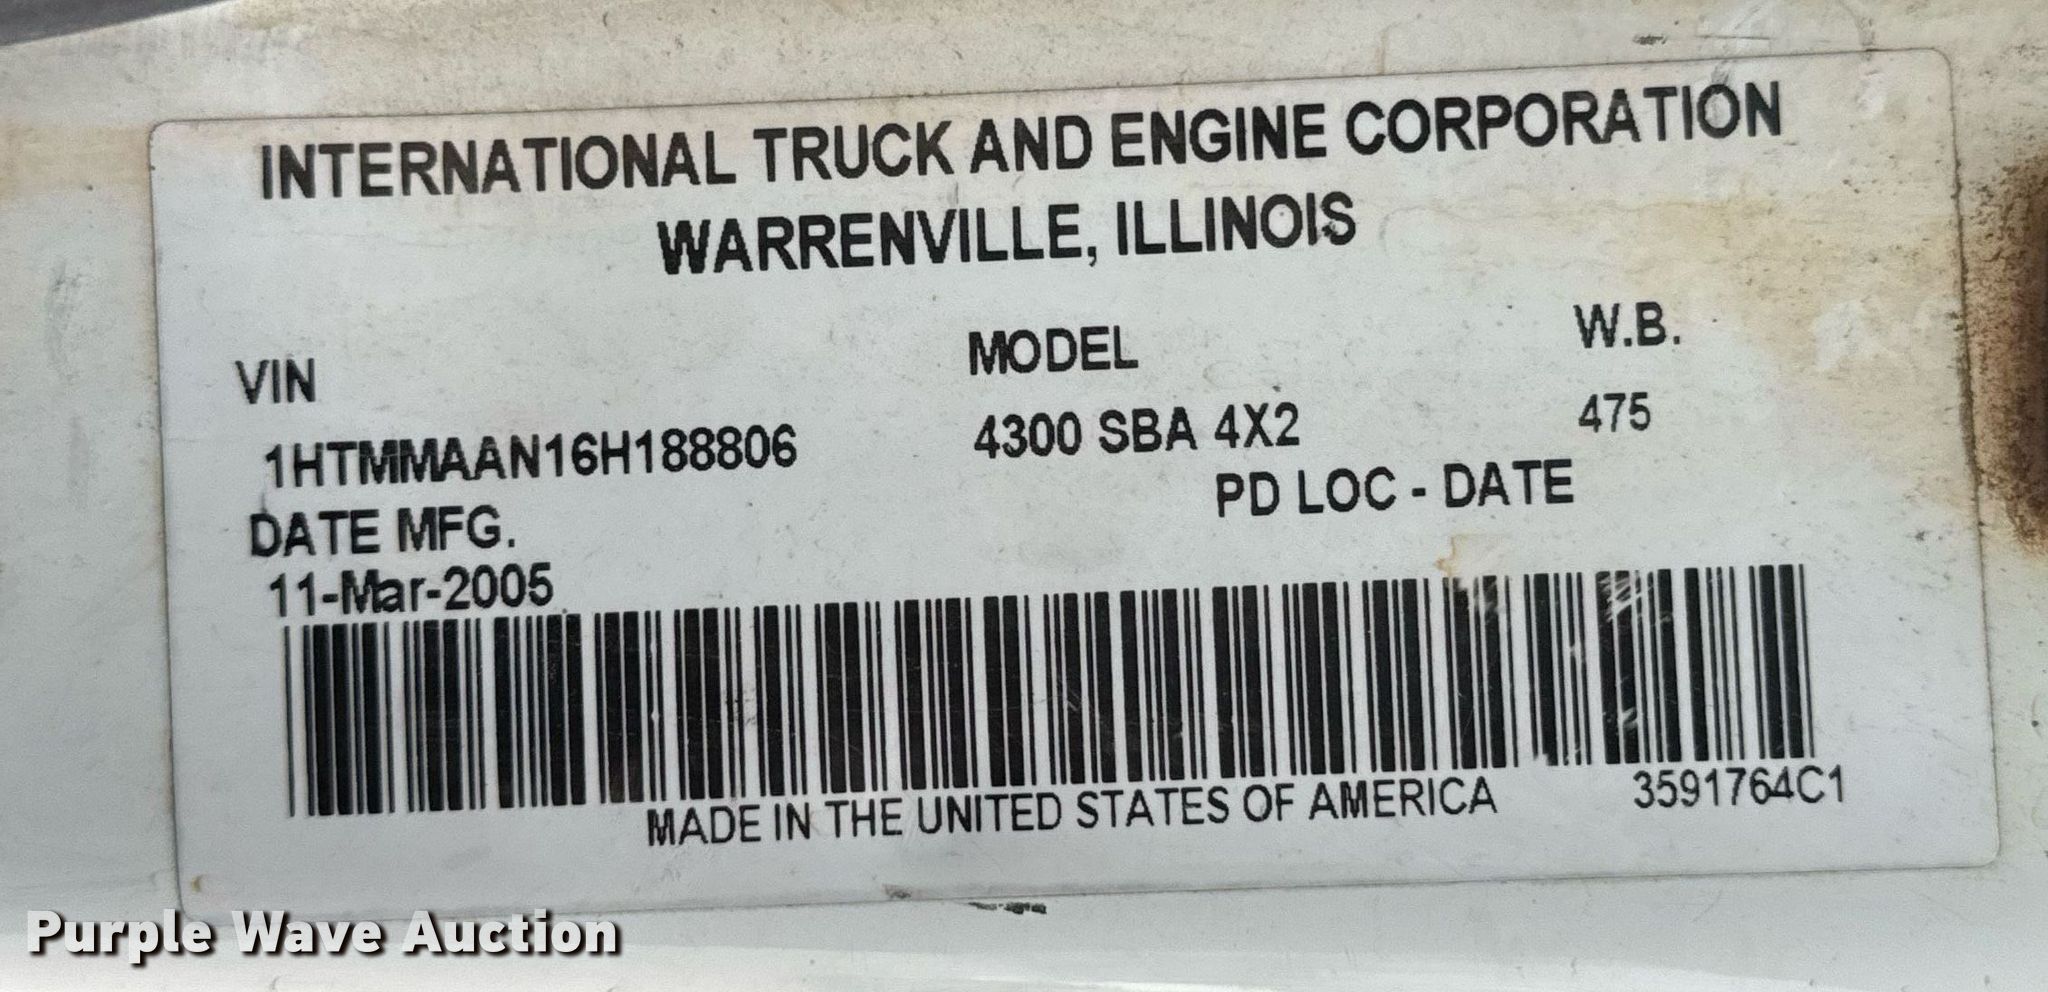 INTERNATIONAL TRUCK AND ENGINE CORPORATION
WARRENVILLE, ILLINOIS
VIN MODEL W.B.
1HTMMAAN16H188806 4300 SBA 4X2 475
DATE MFG. PD LOC - DATE
11-Mar-2005
MADE IN THE UNITED STATES OF AMERICA 3591764C1
Purple Wave Auction